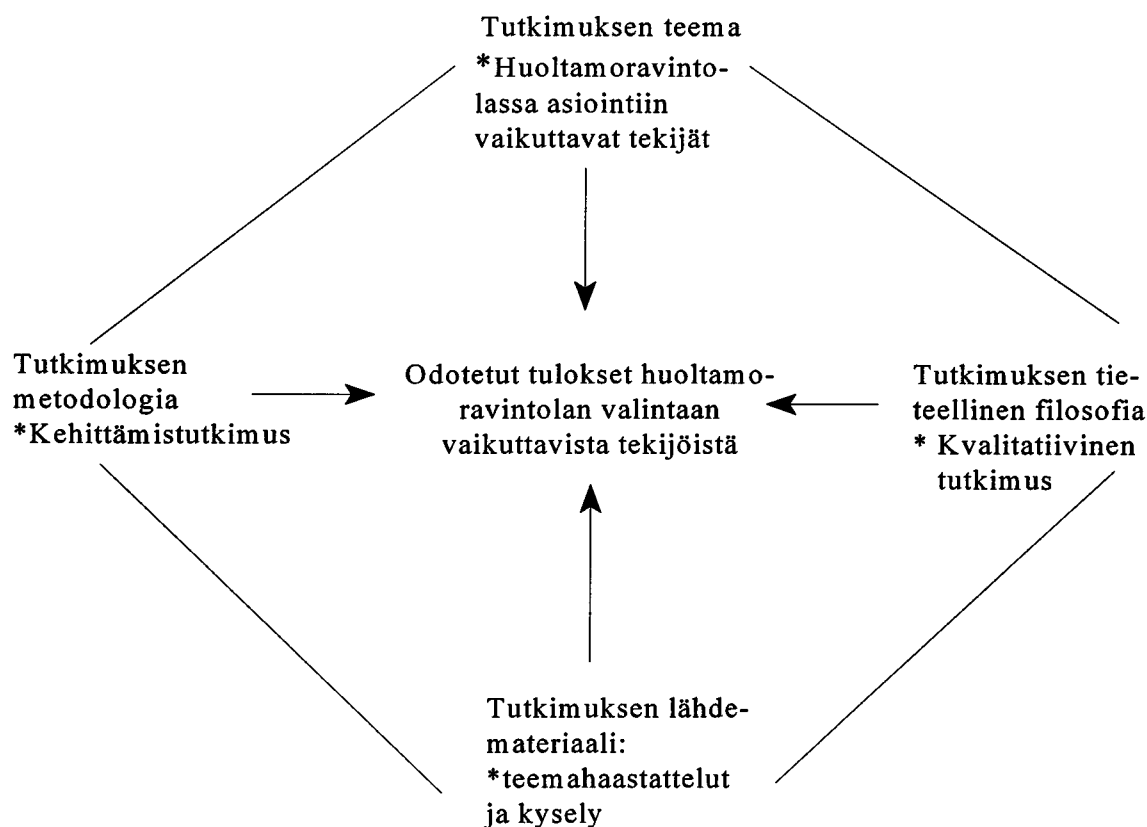 Tutkimuksen teema
*Huoltamoravinto-
lassa asiointiin
vaikuttavat tekijät
Tutkimuksen
metodologia
*Kehittämistutkimus
Odotetut tulokset huoltamo-
ravintolan valintaan
vaikuttavista tekijöistä
Tutkimuksen tie-
teellinen filosofia
* Kvalitatiivinen
tutkimus
Tutkimuksen lähde-
materiaali:
*teemahaastattelut
ja kysely